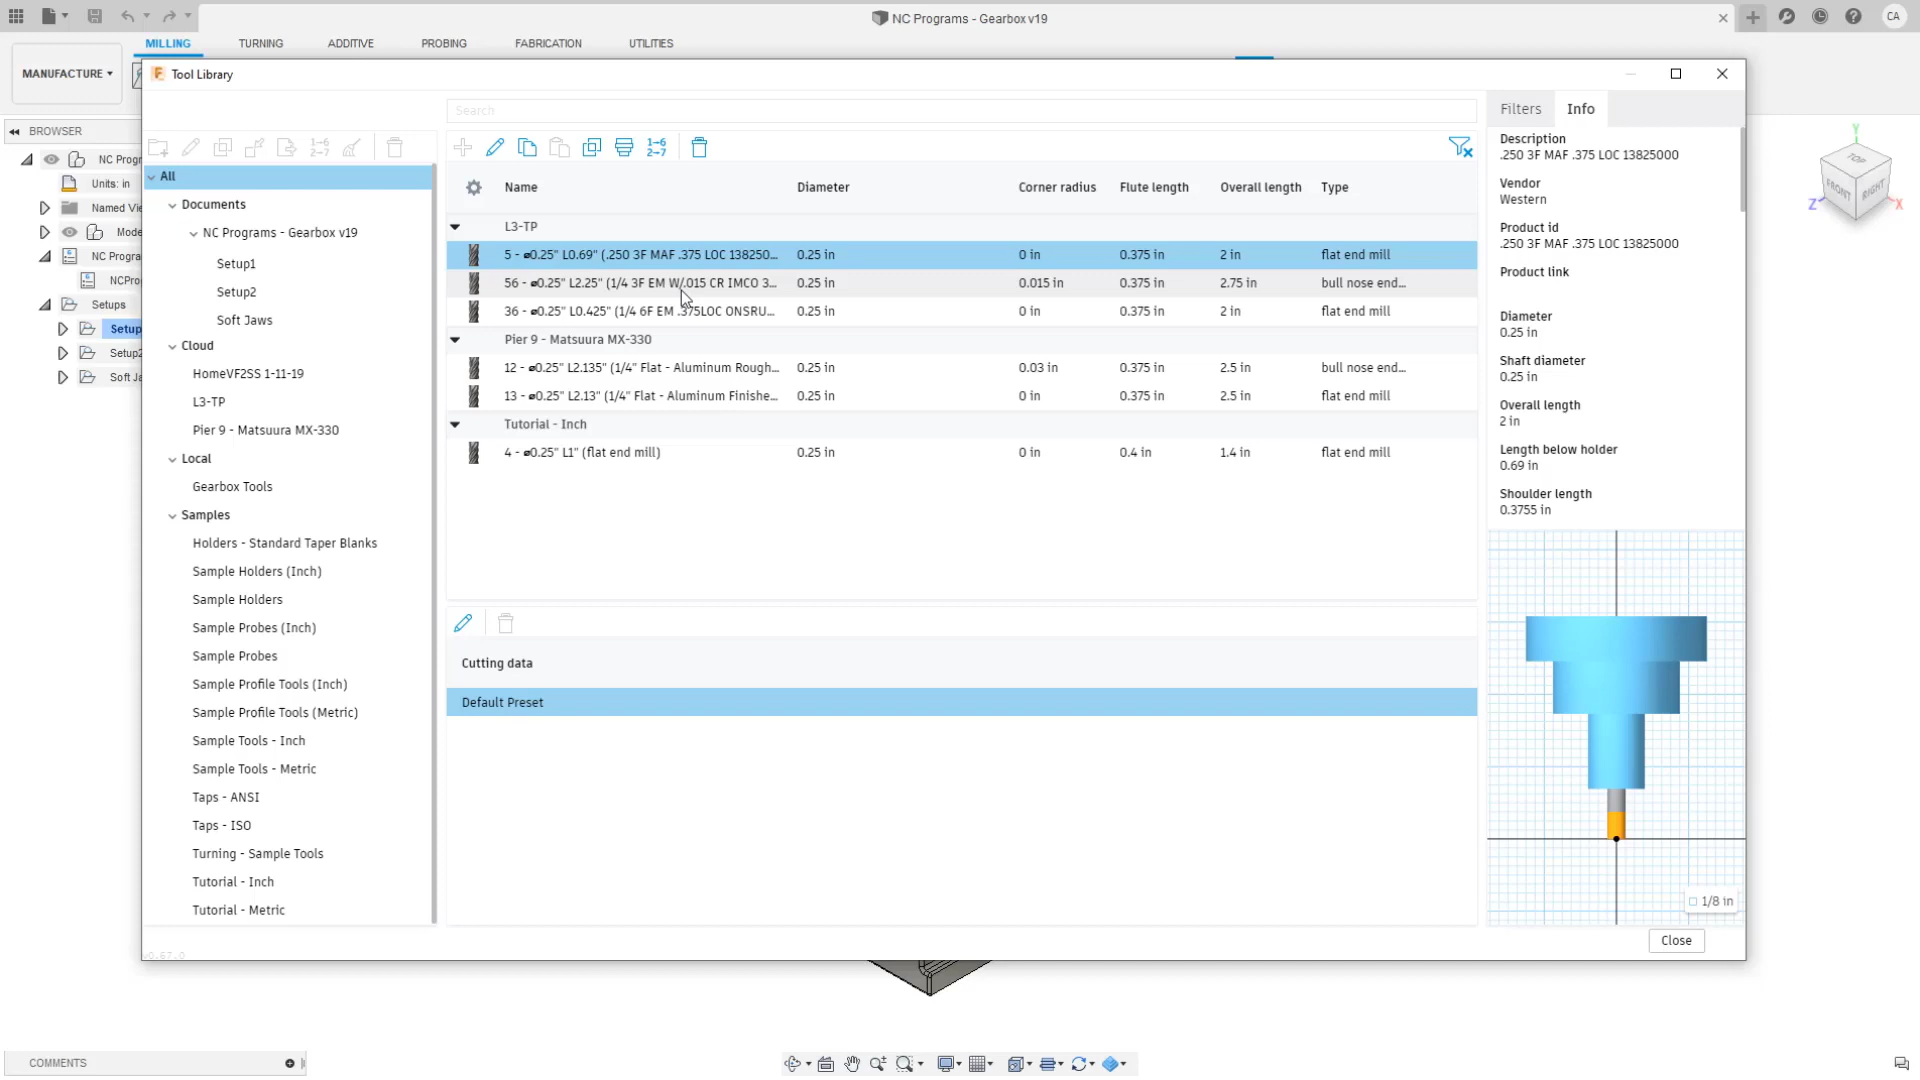 NC Programs - Gearbox v19
CA
MILLING
TURNING
ADDITIVE
PROBING
FABRICATION
UTILITIES
MANUFACTURE
Tool Library
BROWSER
NC Progr
Units: in
Named Vie
Mode
NC Progra
NCPro
Setups
Setup
Setup2
Soft Ja
All
Documents
NC Programs - Gearbox v19
Setup1
Setup2
Soft Jaws
Cloud
HomeVF2SS 1-11-19
L3-TP
Pier 9 - Matsuura MX-330
Local
Gearbox Tools
Samples
Holders - Standard Taper Blanks
Sample Holders (Inch)
Sample Holders
Sample Probes (Inch)
Sample Probes
Sample Profile Tools (Inch)
Sample Profile Tools (Metric)
Sample Tools - Inch
Sample Tools - Metric
Taps - ANSI
Taps - ISO
Turning - Sample Tools
Tutorial - Inch
Tutorial - Metric
0.67.0
Search
Name Diameter Corner radius Flute length Overall length Type
L3-TP
5 - ⌀0.25" L0.69" (.250 3F MAF .375 LOC 138250... 0.25 in 0 in 0.375 in 2 in flat end mill
56 - ⌀0.25" L2.25" (1/4 3F EM W/.015 CR IMCO 3... 0.25 in 0.015 in 0.375 in 2.75 in bull nose end...
36 - ⌀0.25" L0.425" (1/4 6F EM .375LOC ONSRU... 0.25 in 0 in 0.375 in 2 in flat end mill
Pier 9 - Matsuura MX-330
12 - ⌀0.25" L2.135" (1/4" Flat - Aluminum Rough... 0.25 in 0.03 in 0.375 in 2.5 in bull nose end...
13 - ⌀0.25" L2.13" (1/4" Flat - Aluminum Finishe... 0.25 in 0 in 0.375 in 2.5 in flat end mill
Tutorial - Inch
4 - ⌀0.25" L1" (flat end mill) 0.25 in 0 in 0.4 in 1.4 in flat end mill
Cutting data
Default Preset
Filters
Info
Description
.250 3F MAF .375 LOC 13825000
Vendor
Western
Product id
.250 3F MAF .375 LOC 13825000
Product link
Diameter
0.25 in
Shaft diameter
0.25 in
Overall length
2 in
Length below holder
0.69 in
Shoulder length
0.3755 in
1/8 in
Close
Y
TOP
FRONT
RIGHT
Z
X
COMMENTS